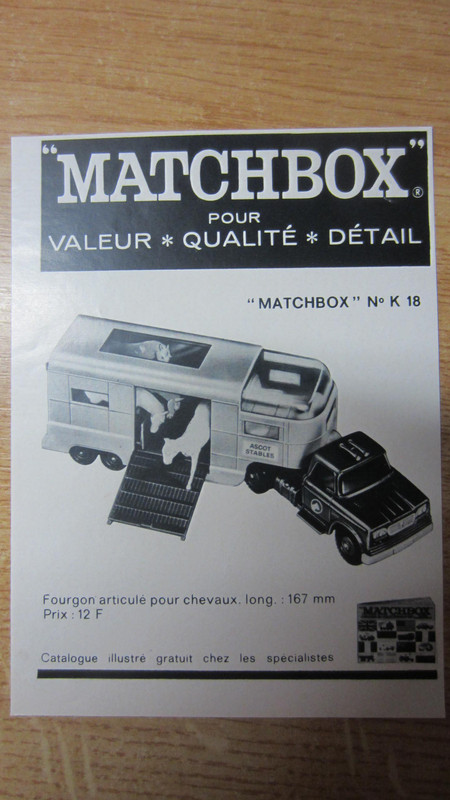 "MATCHBOX"®
POUR
VALEUR * QUALITÉ * DÉTAIL
"MATCHBOX" Nº K 18
ASCOT
STABLES
Fourgon articulé pour chevaux. long. : 167 mm
Prix : 12 F
MATCHBOX
Catalogue illustré gratuit chez les spécialistes